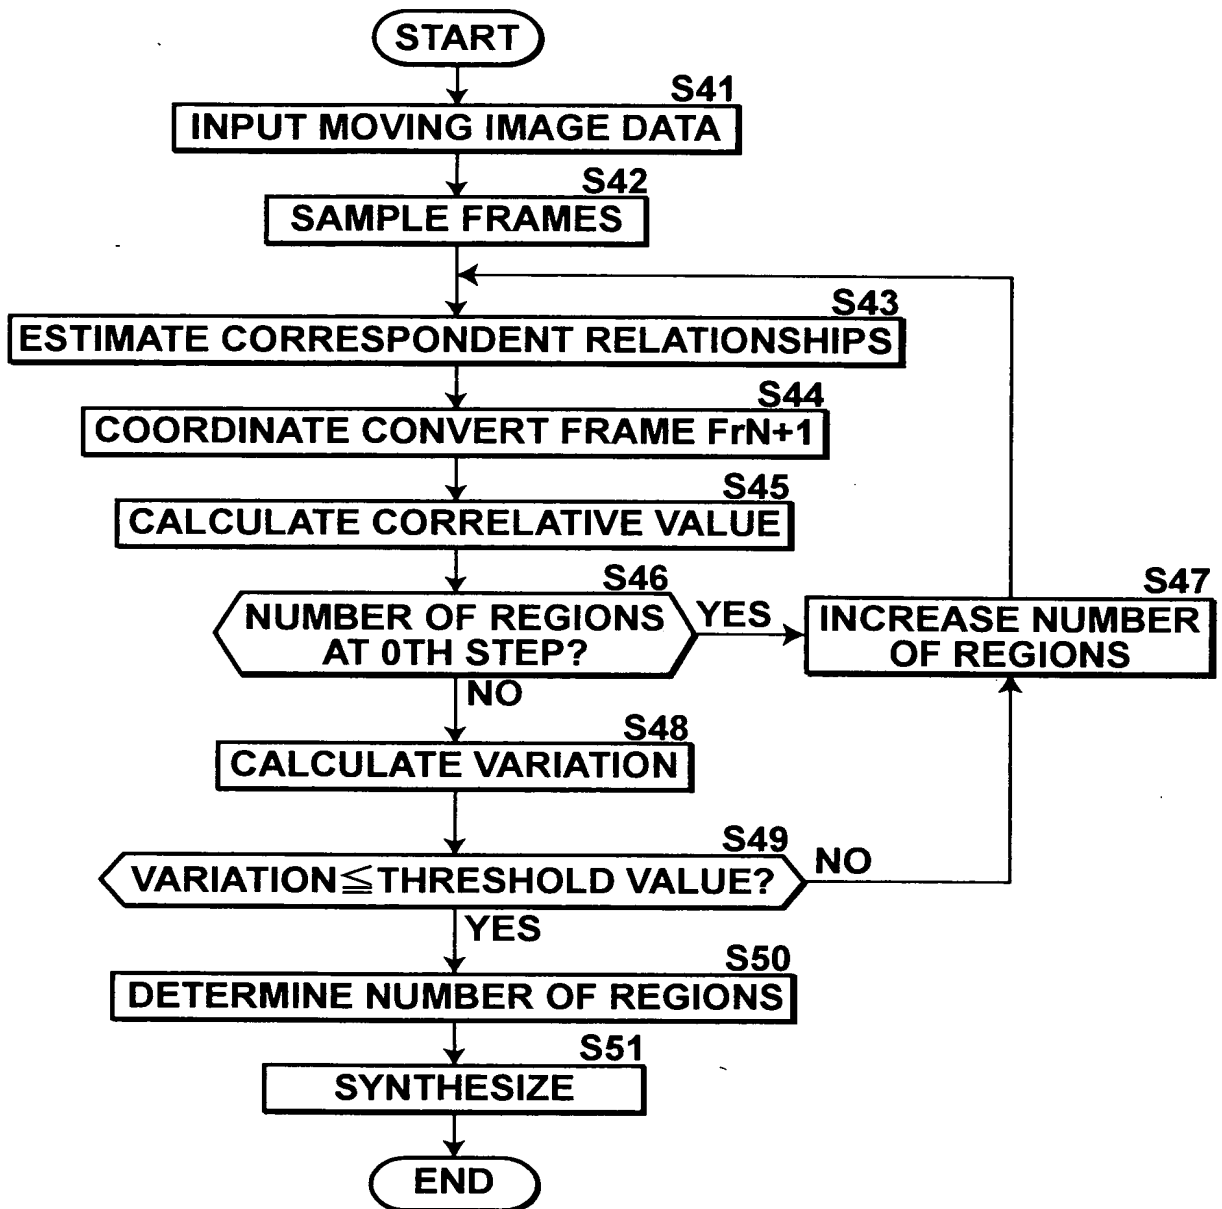 START
S41
INPUT MOVING IMAGE DATA
S42
SAMPLE FRAMES
S43
ESTIMATE CORRESPONDENT RELATIONSHIPS
S44
COORDINATE CONVERT FRAME FrN+1
S45
CALCULATE CORRELATIVE VALUE
S46
NUMBER OF REGIONS
AT 0TH STEP?
YES
S47
INCREASE NUMBER
OF REGIONS
NO
S48
CALCULATE VARIATION
S49
VARIATION≦THRESHOLD VALUE?
NO
YES
S50
DETERMINE NUMBER OF REGIONS
S51
SYNTHESIZE
END